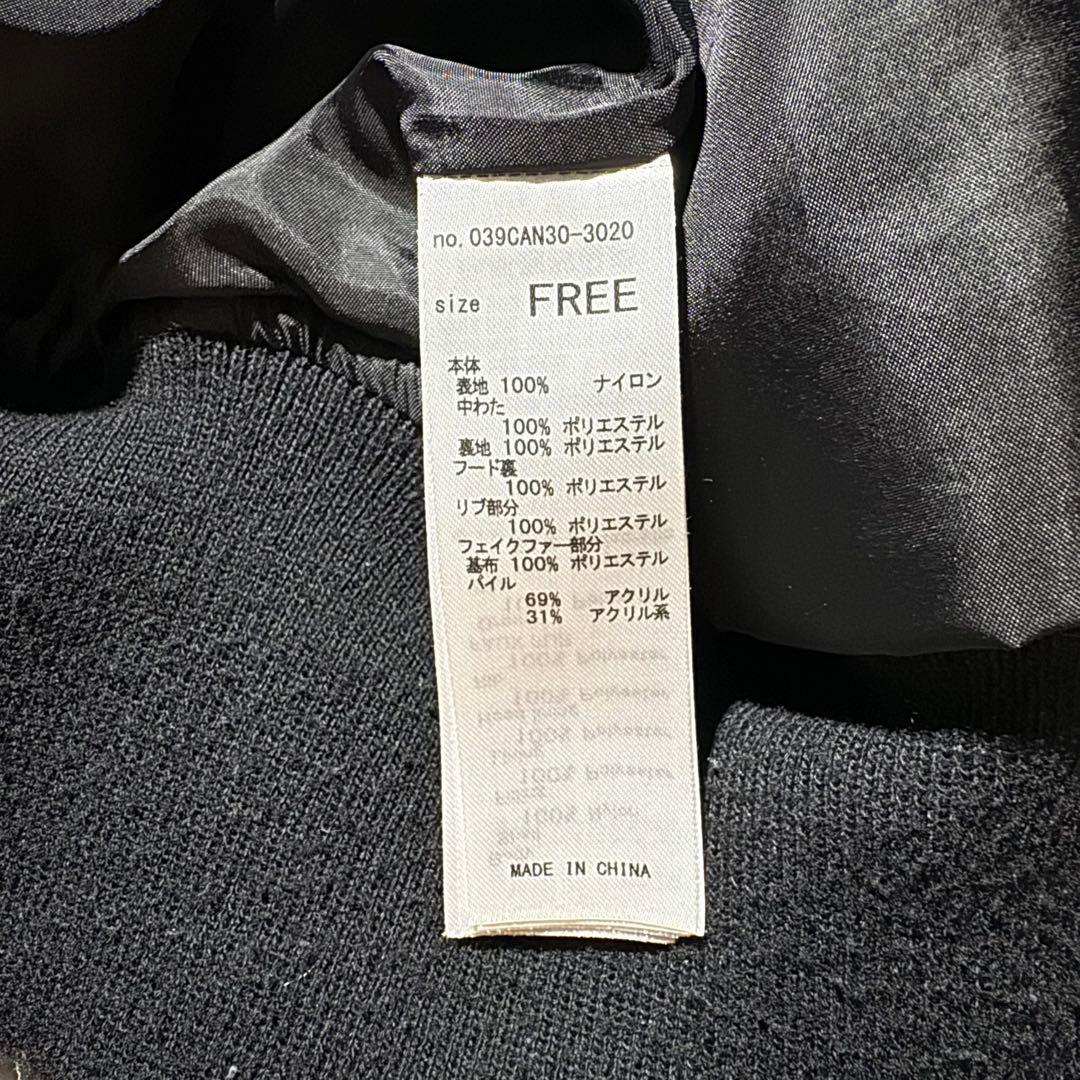 no. 039CAN30-3020
size FREE
本体
表地 100% ナイロン
中わた
100% ポリエステル
裏地 100% ポリエステル
フード裏
100% ポリエステル
リブ部分
100% ポリエステル
フェイクファー部分
基布 100% ポリエステル
パイル
69% アクリル
31% アクリル系
MADE IN CHINA